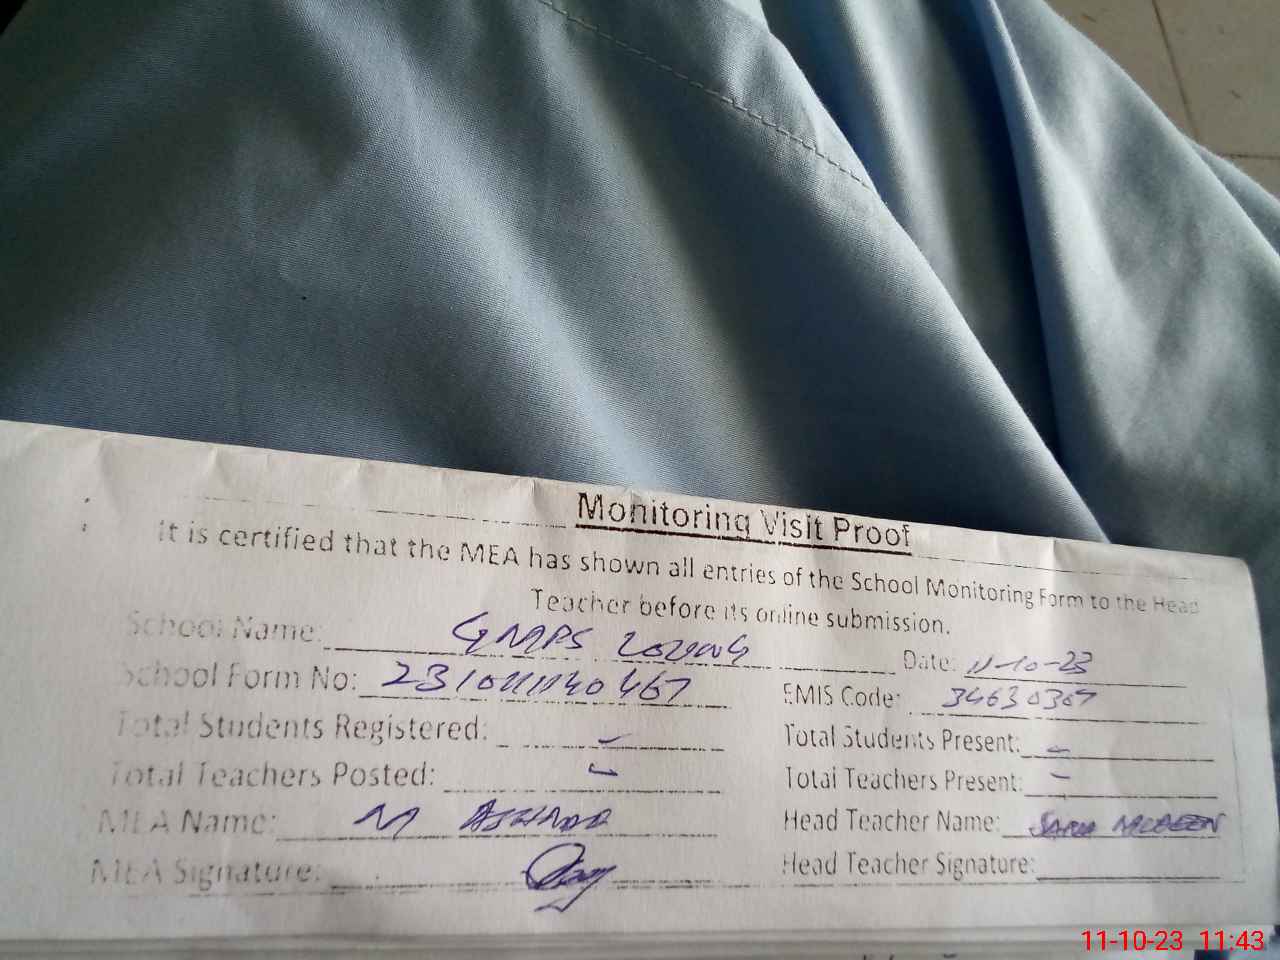 Monitoring Visit Proof
It is certified that the MEA has shown all entries of the School Monitoring Form to the Head
Teacher before its online submission.
School Name: GMPS Date: 11-10-23
School Form No: EMIS Code: 34630367
Total Students Registered: - Total Students Present: -
Total Teachers Posted: - Total Teachers Present: -
MEA Name: M Head Teacher Name:
MEA Signature: Head Teacher Signature:
11-10-23 11:43